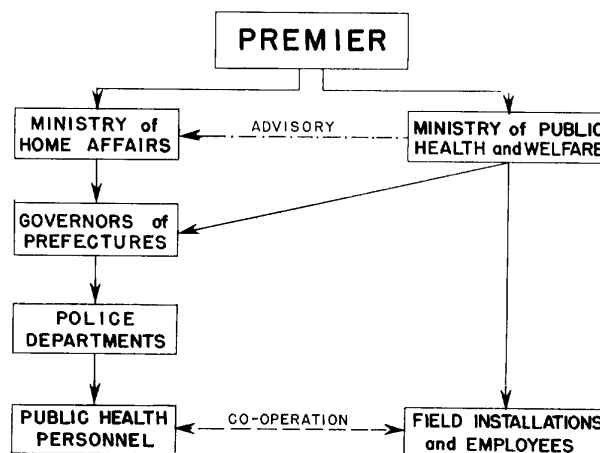 PREMIER
MINISTRY of
HOME AFFAIRS
ADVISORY
MINISTRY of PUBLIC
HEALTH and WELFARE
GOVERNORS of
PREFECTURES
POLICE
DEPARTMENTS
PUBLIC HEALTH
PERSONNEL
CO-OPERATION
FIELD INSTALLATIONS
and EMPLOYEES